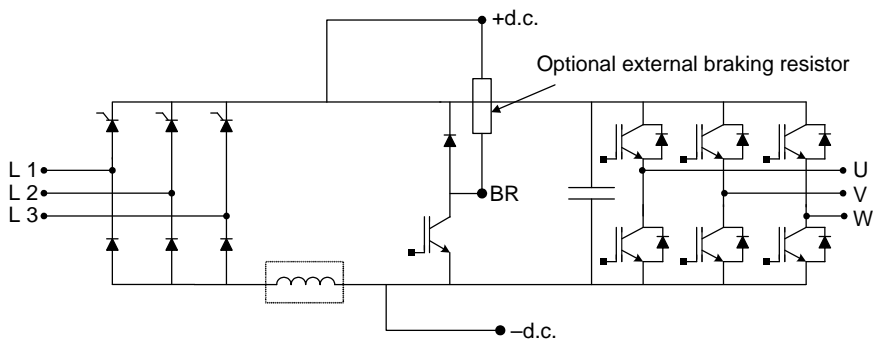 +d.c.
Optional external braking resistor
L 1
L 2
L 3
BR
U
V
W
–d.c.